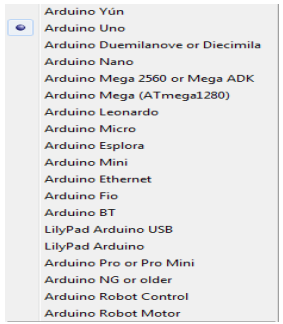 Arduino Yún
Arduino Uno
Arduino Duemilanove or Diecimila
Arduino Nano
Arduino Mega 2560 or Mega ADK
Arduino Mega (ATmega1280)
Arduino Leonardo
Arduino Micro
Arduino Esplora
Arduino Mini
Arduino Ethernet
Arduino Fio
Arduino BT
LilyPad Arduino USB
LilyPad Arduino
Arduino Pro or Pro Mini
Arduino NG or older
Arduino Robot Control
Arduino Robot Motor